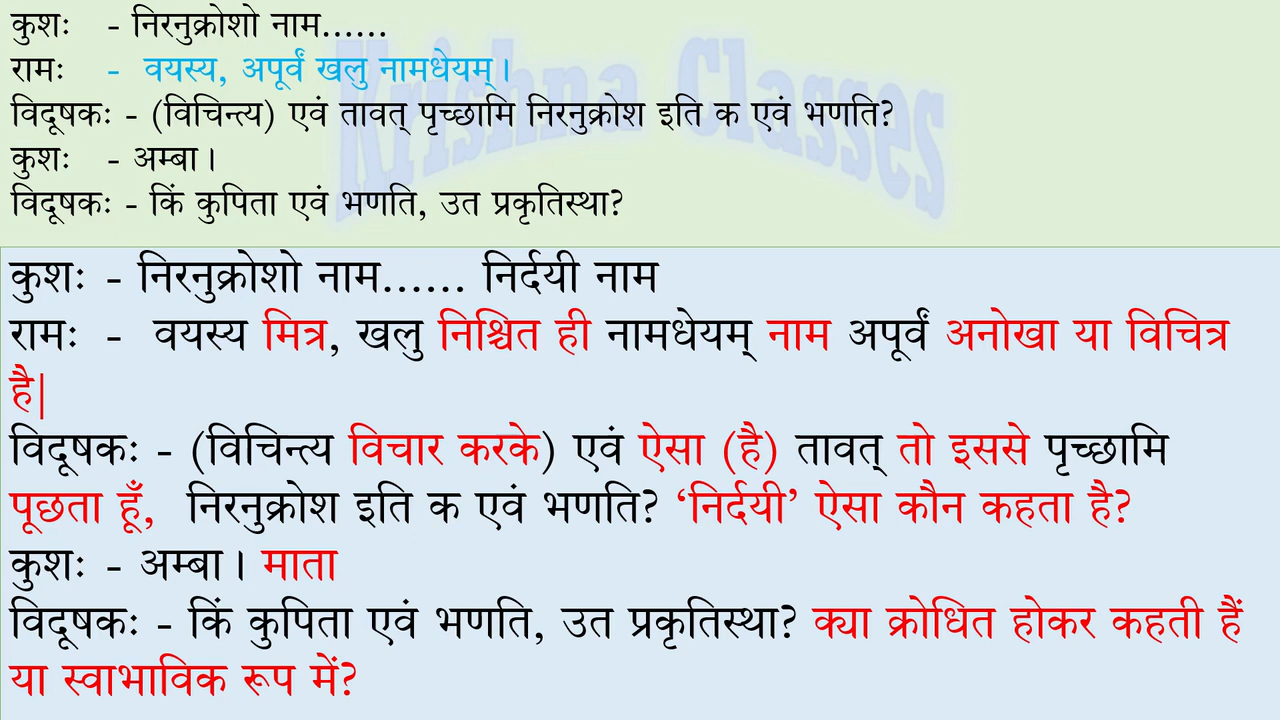 कुशः - निरनुक्रोशो नाम......
रामः - वयस्य, अपूर्वं खलु नामधेयम्।
विदूषकः - (विचिन्त्य) एवं तावत् पृच्छामि निरनुक्रोश इति क एवं भणति?
कुशः - अम्बा।
विदूषकः - किं कुपिता एवं भणति, उत प्रकृतिस्था?
Krishna Classes
कुशः - निरनुक्रोशो नाम...... निर्दयी नाम
रामः - वयस्य मित्र, खलु निश्चित ही नामधेयम् नाम अपूर्वं अनोखा या विचित्र
है|
विदूषकः - (विचिन्त्य विचार करके) एवं ऐसा (है) तावत् तो इससे पृच्छामि
पूछता हूँ, निरनुक्रोश इति क एवं भणति? ‘निर्दयी’ ऐसा कौन कहता है?
कुशः - अम्बा। माता
विदूषकः - किं कुपिता एवं भणति, उत प्रकृतिस्था? क्या क्रोधित होकर कहती हैं
या स्वाभाविक रूप में?